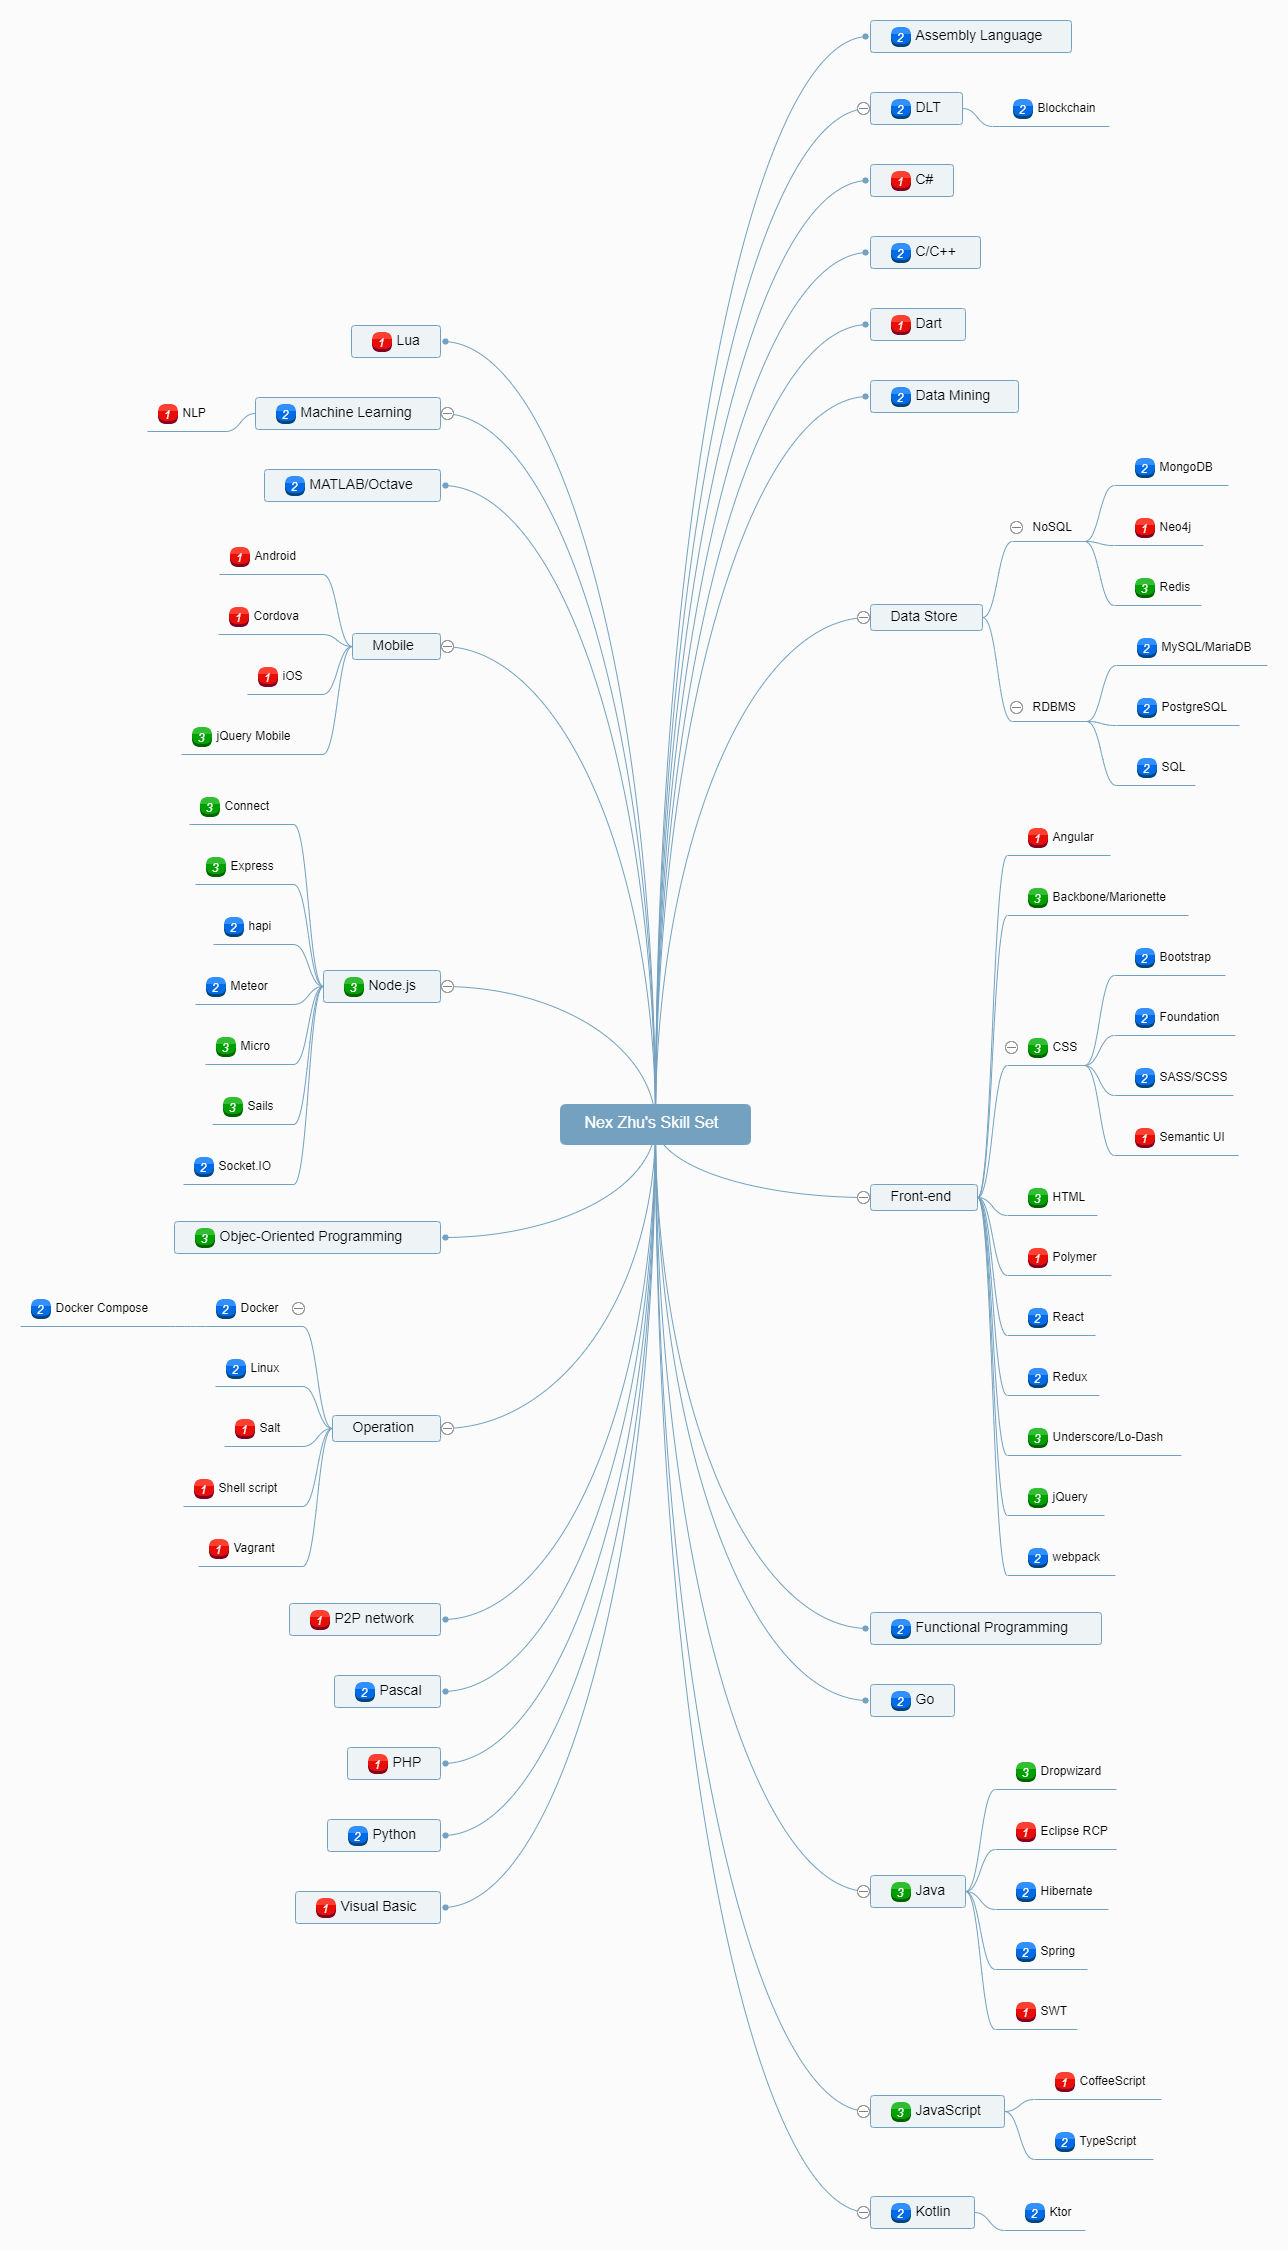 Nex Zhu's Skill Set
2 Assembly Language
2 DLT
2 Blockchain
1 C#
2 C/C++
1 Dart
2 Data Mining
Data Store
NoSQL
2 MongoDB
1 Neo4j
3 Redis
RDBMS
2 MySQL/MariaDB
2 PostgreSQL
2 SQL
Front-end
1 Angular
3 Backbone/Marionette
3 CSS
2 Bootstrap
2 Foundation
2 SASS/SCSS
1 Semantic UI
3 HTML
1 Polymer
2 React
2 Redux
3 Underscore/Lo-Dash
3 jQuery
2 webpack
2 Functional Programming
2 Go
3 Java
3 Dropwizard
1 Eclipse RCP
2 Hibernate
2 Spring
1 SWT
3 JavaScript
1 CoffeeScript
2 TypeScript
2 Kotlin
2 Ktor
1 Lua
2 Machine Learning
1 NLP
2 MATLAB/Octave
Mobile
1 Android
1 Cordova
1 iOS
3 jQuery Mobile
3 Node.js
3 Connect
3 Express
2 hapi
2 Meteor
3 Micro
3 Sails
2 Socket.IO
3 Objec-Oriented Programming
Operation
2 Docker
2 Docker Compose
2 Linux
1 Salt
1 Shell script
1 Vagrant
1 P2P network
2 Pascal
1 PHP
2 Python
1 Visual Basic